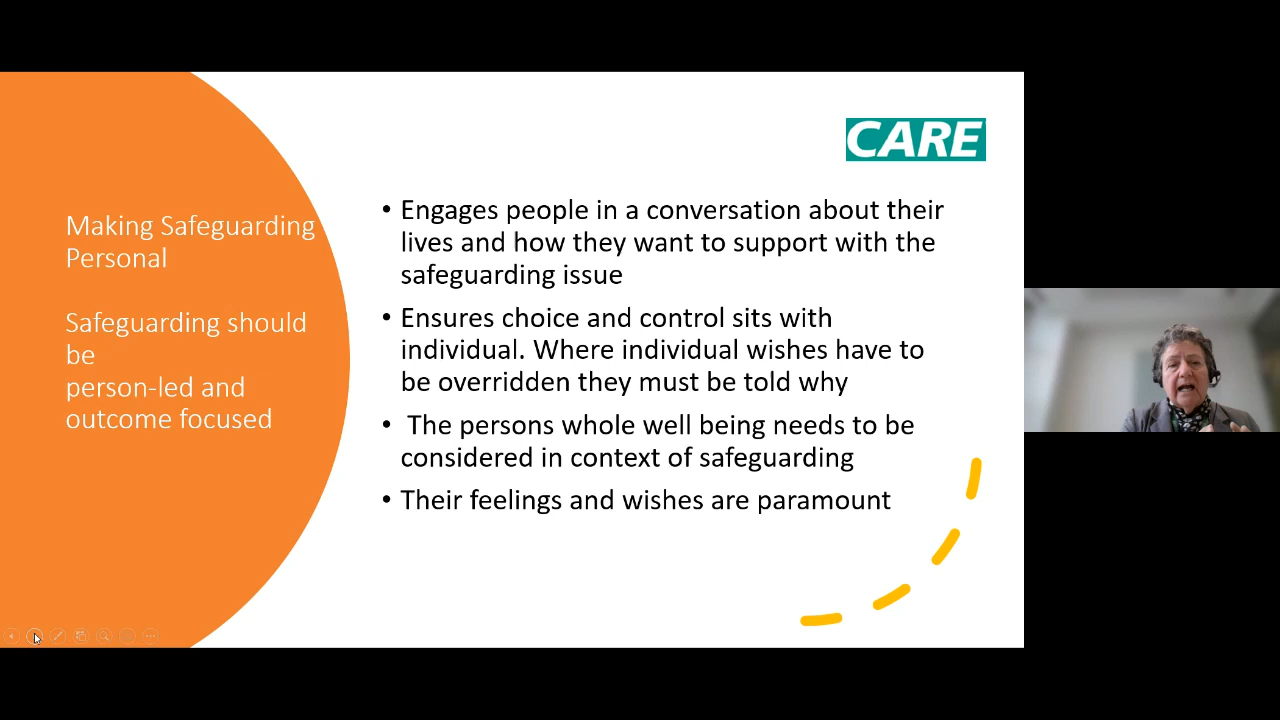 Making Safeguarding
Personal
Safeguarding should
be
person-led and
outcome focused
CARE
• Engages people in a conversation about their
lives and how they want to support with the
safeguarding issue
• Ensures choice and control sits with
individual. Where individual wishes have to
be overridden they must be told why
• The persons whole well being needs to be
considered in context of safeguarding
• Their feelings and wishes are paramount